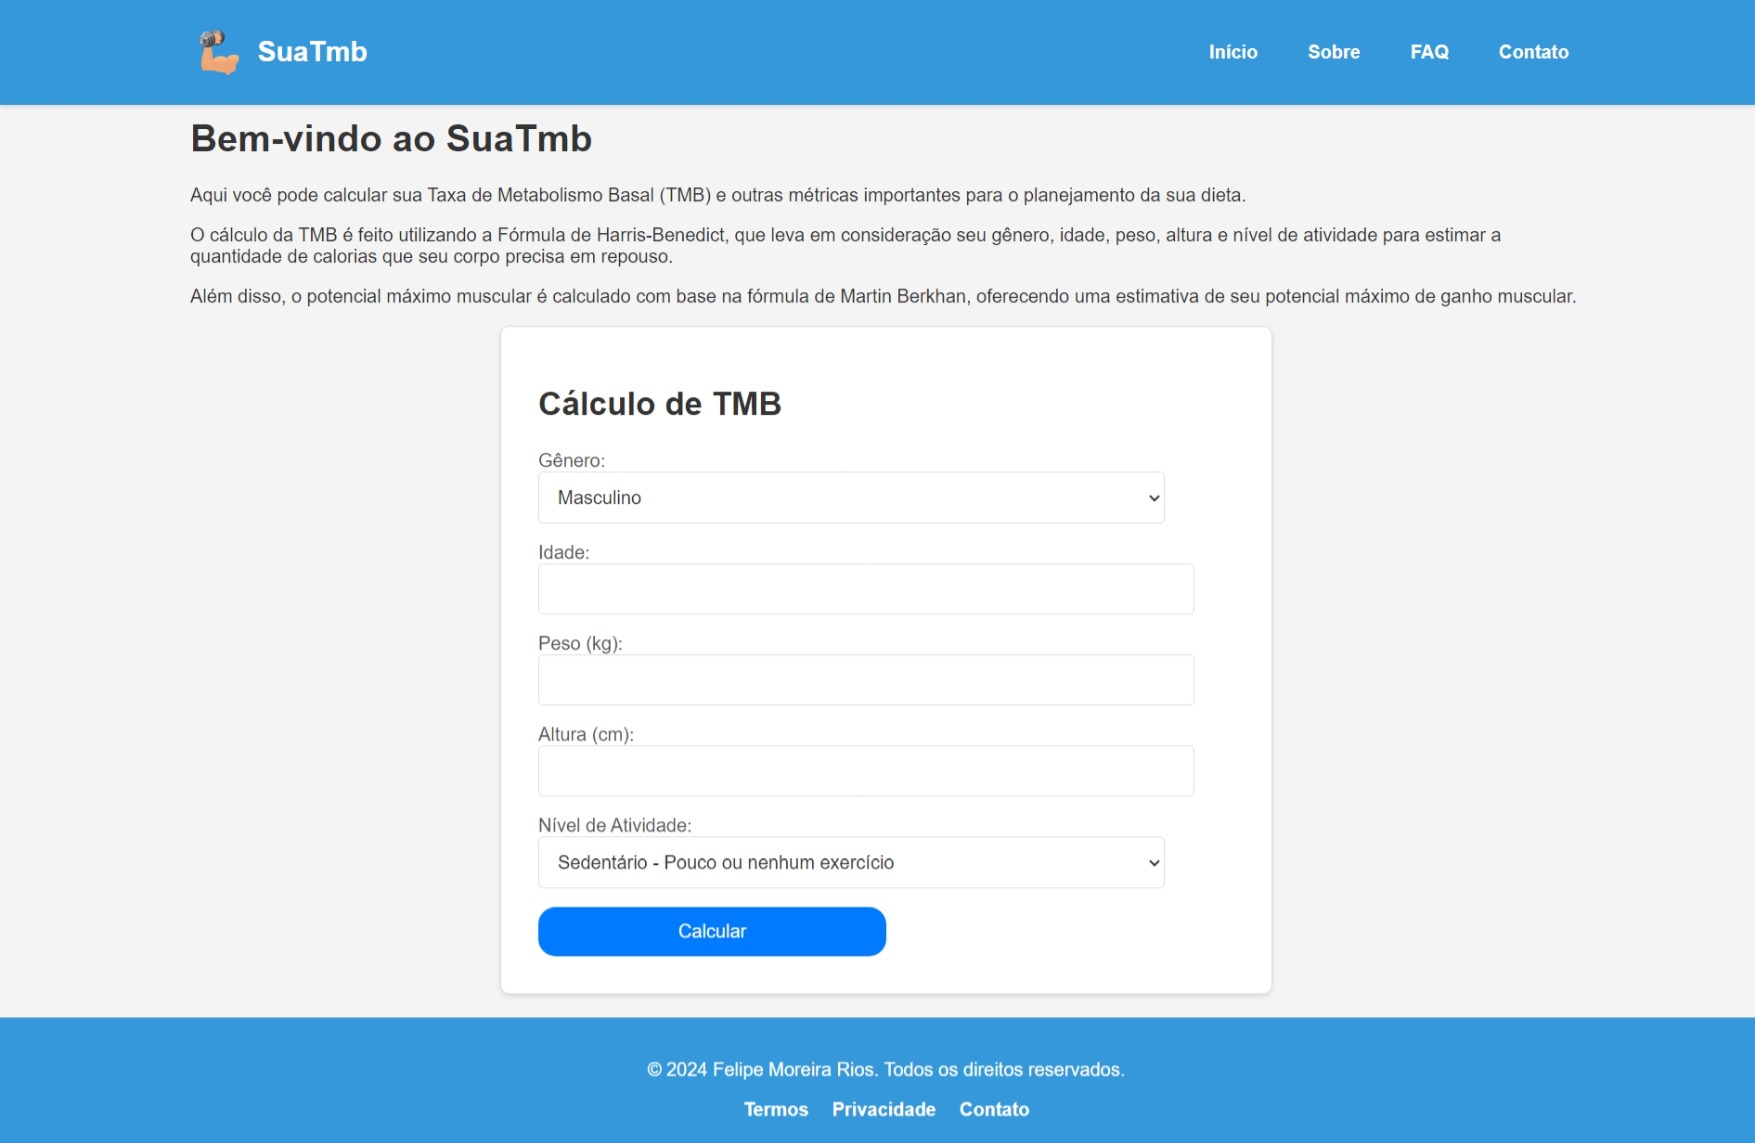 SuaTmb
Início Sobre FAQ Contato
Bem-vindo ao SuaTmb
Aqui você pode calcular sua Taxa de Metabolismo Basal (TMB) e outras métricas importantes para o planejamento da sua dieta.
O cálculo da TMB é feito utilizando a Fórmula de Harris-Benedict, que leva em consideração seu gênero, idade, peso, altura e nível de atividade para estimar a
quantidade de calorias que seu corpo precisa em repouso.
Além disso, o potencial máximo muscular é calculado com base na fórmula de Martin Berkhan, oferecendo uma estimativa de seu potencial máximo de ganho muscular.
Cálculo de TMB
Gênero:
Masculino
Idade:
Peso (kg):
Altura (cm):
Nível de Atividade:
Sedentário - Pouco ou nenhum exercício
Calcular
© 2024 Felipe Moreira Rios. Todos os direitos reservados.
Termos Privacidade Contato